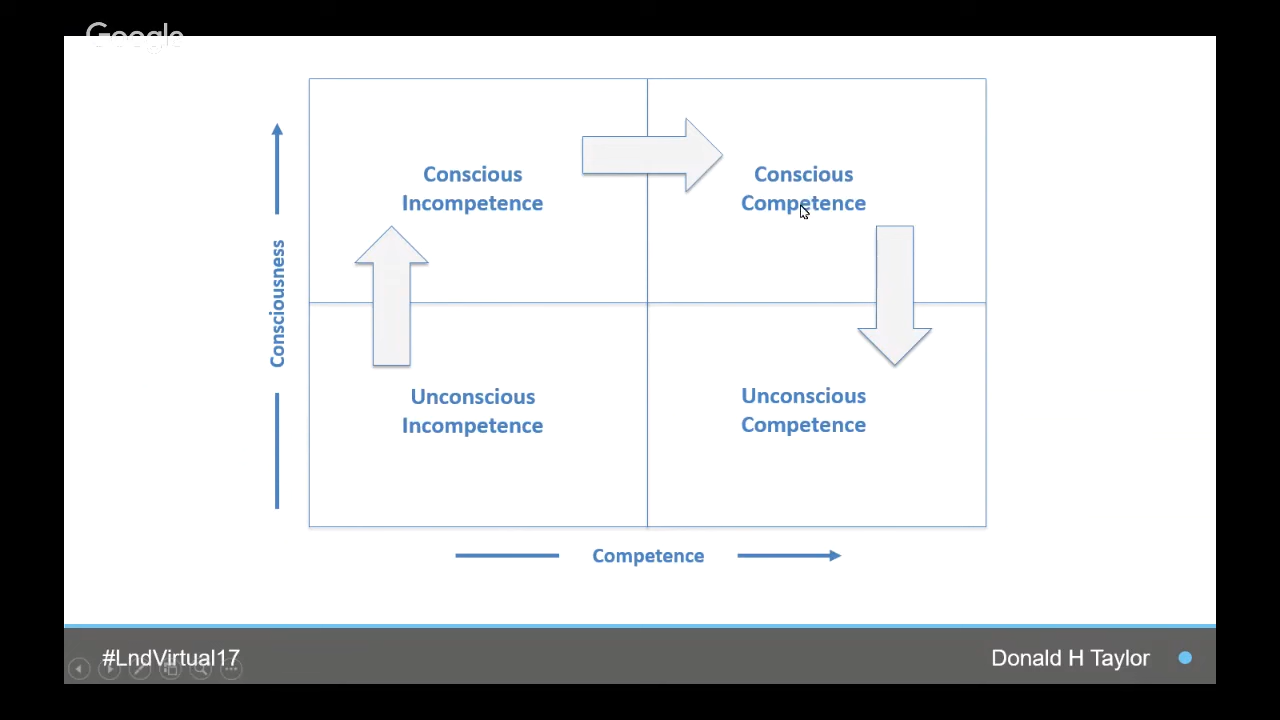 Google
Conscious
Incompetence
Conscious
Competence
Consciousness
Unconscious
Incompetence
Unconscious
Competence
Competence
#LndVirtual17
Donald H Taylor